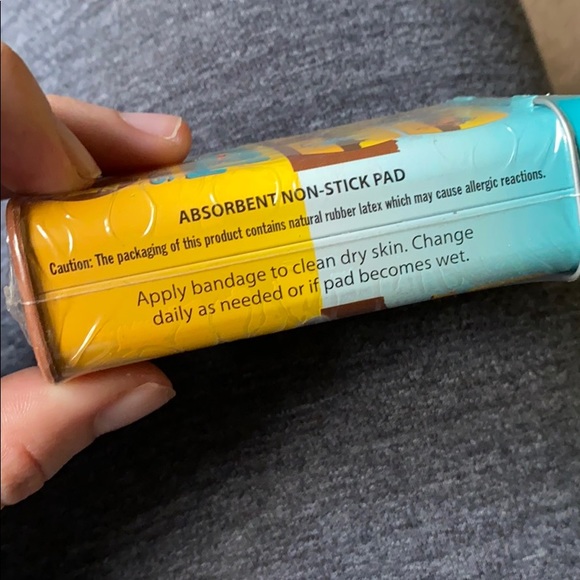 ABSORBENT NON-STICK PAD
Caution: The packaging of this product contains natural rubber latex which may cause allergic reactions.
Apply bandage to clean dry skin. Change
daily as needed or if pad becomes wet.